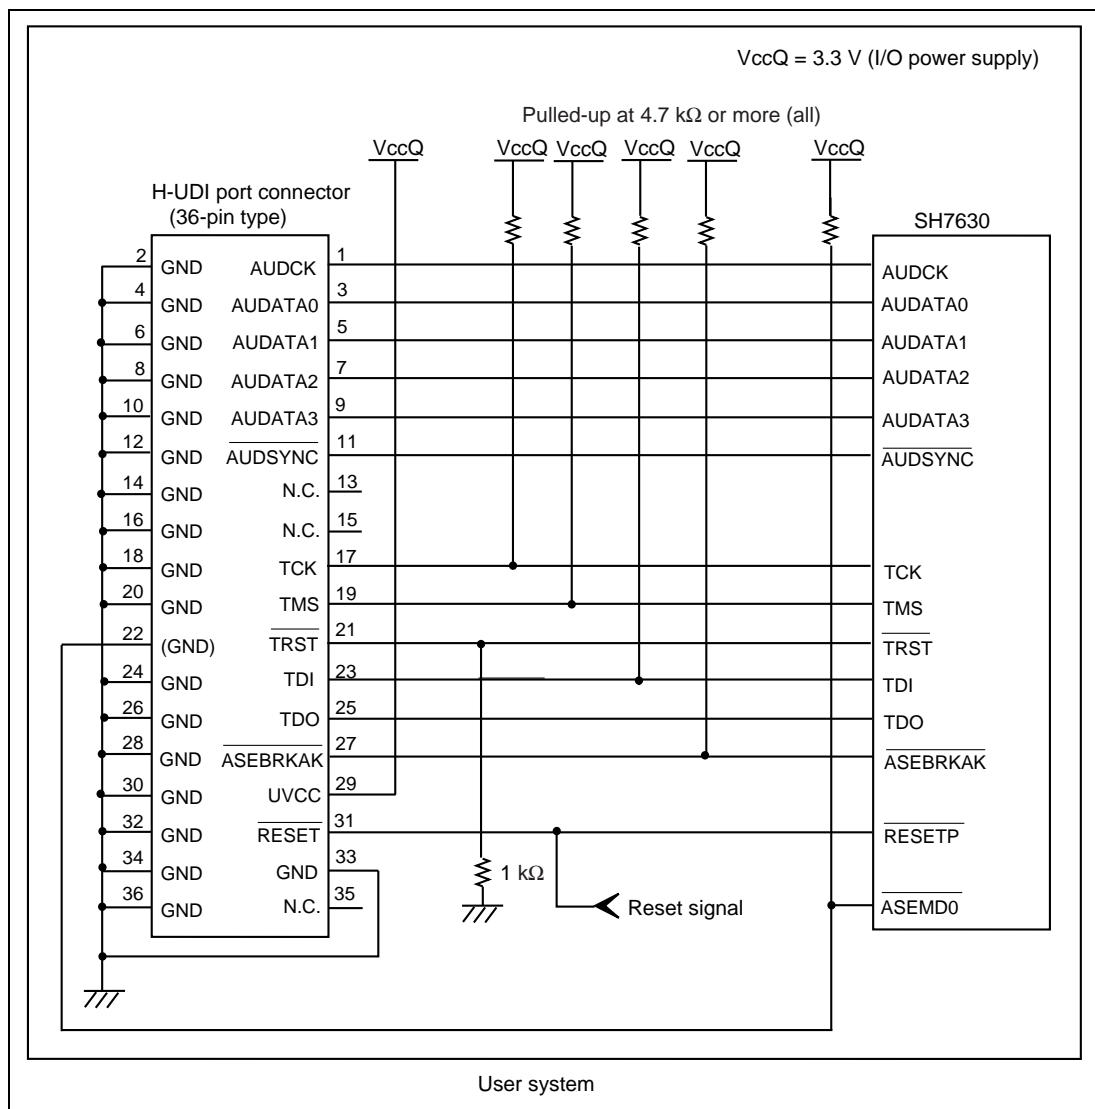 VccQ = 3.3 V (I/O power supply)
Pulled-up at 4.7 kΩ or more (all)
VccQ VccQ VccQ VccQ VccQ VccQ
H-UDI port connector
(36-pin type)
SH7630
2 GND AUDCK 1 AUDCK
4 GND AUDATA0 3 AUDATA0
6 GND AUDATA1 5 AUDATA1
8 GND AUDATA2 7 AUDATA2
10 GND AUDATA3 9 AUDATA3
12 GND AUDSYNC 11 AUDSYNC
14 GND N.C. 13
16 GND N.C. 15
18 GND TCK 17 TCK
20 GND TMS 19 TMS
22 (GND) TRST 21 TRST
24 GND TDI 23 TDI
26 GND TDO 25 TDO
28 GND ASEBRKAK 27 ASEBRKAK
30 GND UVCC 29
32 GND RESET 31 RESETP
34 GND GND 33 1 kΩ
36 GND N.C. 35 Reset signal ASEMD0
User system